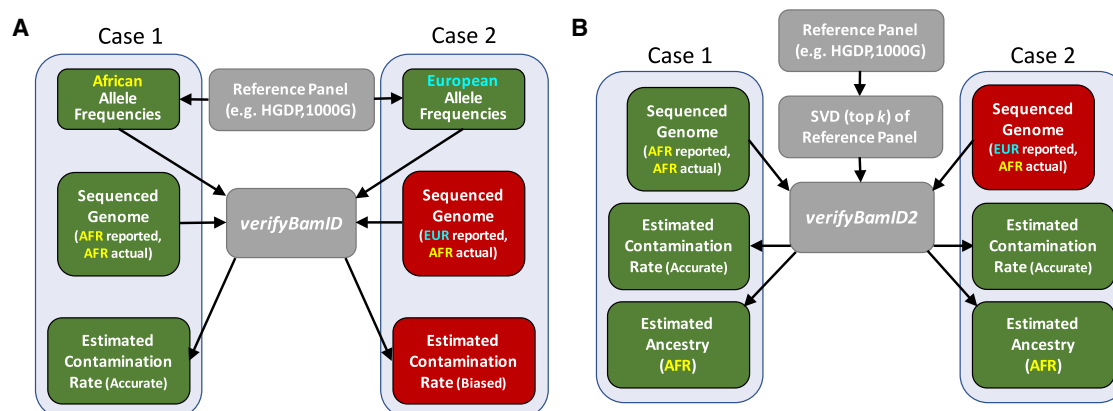 A
Case 1
African
Allele
Frequencies
Reference Panel
(e.g. HGDP,1000G)
Case 2
European
Allele
Frequencies
Sequenced
Genome
(AFR reported,
AFR actual)
verifyBamID
Sequenced
Genome
(EUR reported,
AFR actual)
Estimated
Contamination
Rate (Accurate)
Estimated
Contamination
Rate (Biased)
B
Case 1
Reference Panel
(e.g. HGDP,1000G)
Case 2
Sequenced
Genome
(AFR reported,
AFR actual)
SVD (top k) of
Reference Panel
Sequenced
Genome
(EUR reported,
AFR actual)
verifyBamID2
Estimated
Contamination
Rate (Accurate)
Estimated
Contamination
Rate (Accurate)
Estimated
Ancestry
(AFR)
Estimated
Ancestry
(AFR)